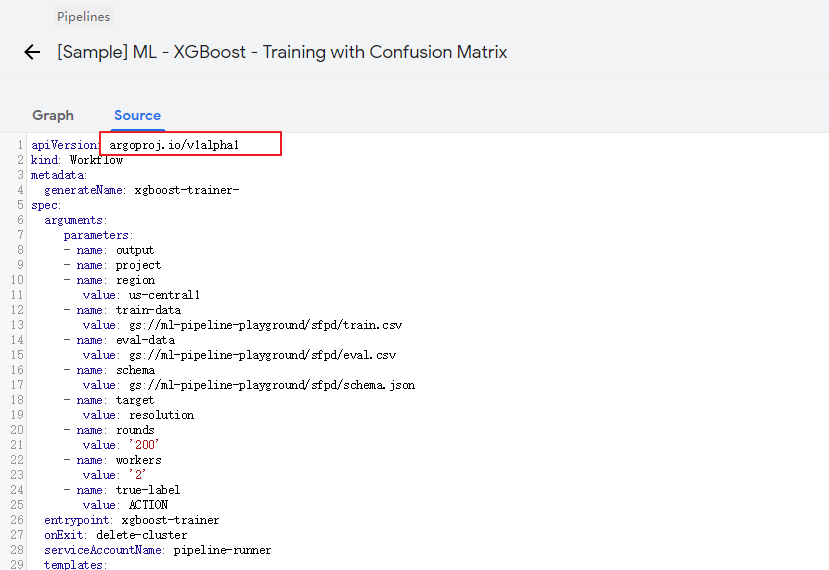 Pipelines
[Sample] ML - XGBoost - Training with Confusion Matrix
Graph Source
1 apiVersion: argoproj.io/v1alpha1
2 kind: Workflow
3 metadata:
4   generateName: xgboost-trainer-
5 spec:
6   arguments:
7     parameters:
8     - name: output
9     - name: project
10     - name: region
11       value: us-central1
12     - name: train-data
13       value: gs://ml-pipeline-playground/sfpd/train.csv
14     - name: eval-data
15       value: gs://ml-pipeline-playground/sfpd/eval.csv
16     - name: schema
17       value: gs://ml-pipeline-playground/sfpd/schema.json
18     - name: target
19       value: resolution
20     - name: rounds
21       value: '200'
22     - name: workers
23       value: '2'
24     - name: true-label
25       value: ACTION
26   entrypoint: xgboost-trainer
27   onExit: delete-cluster
28   serviceAccountName: pipeline-runner
29   templates: